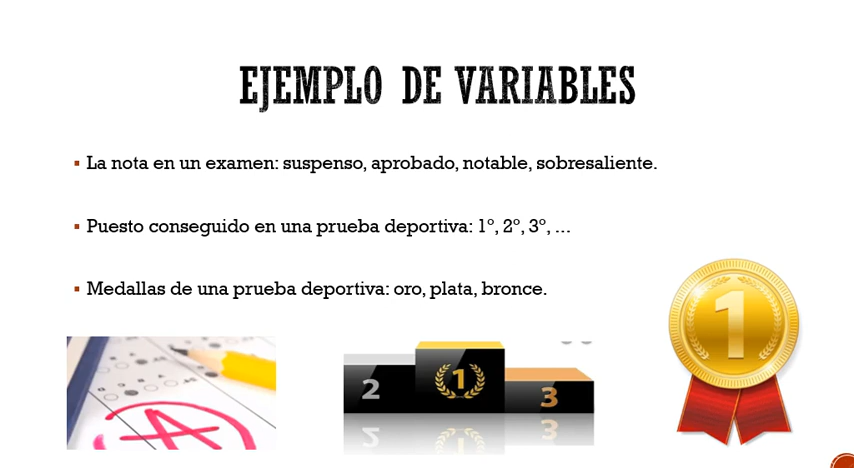 EJEMPLO DE VARIABLES
La nota en un examen: suspenso, aprobado, notable, sobresaliente.
Puesto conseguido en una prueba deportiva: 1º, 2º, 3º, ...
Medallas de una prueba deportiva: oro, plata, bronce.
A
2 1 3
1